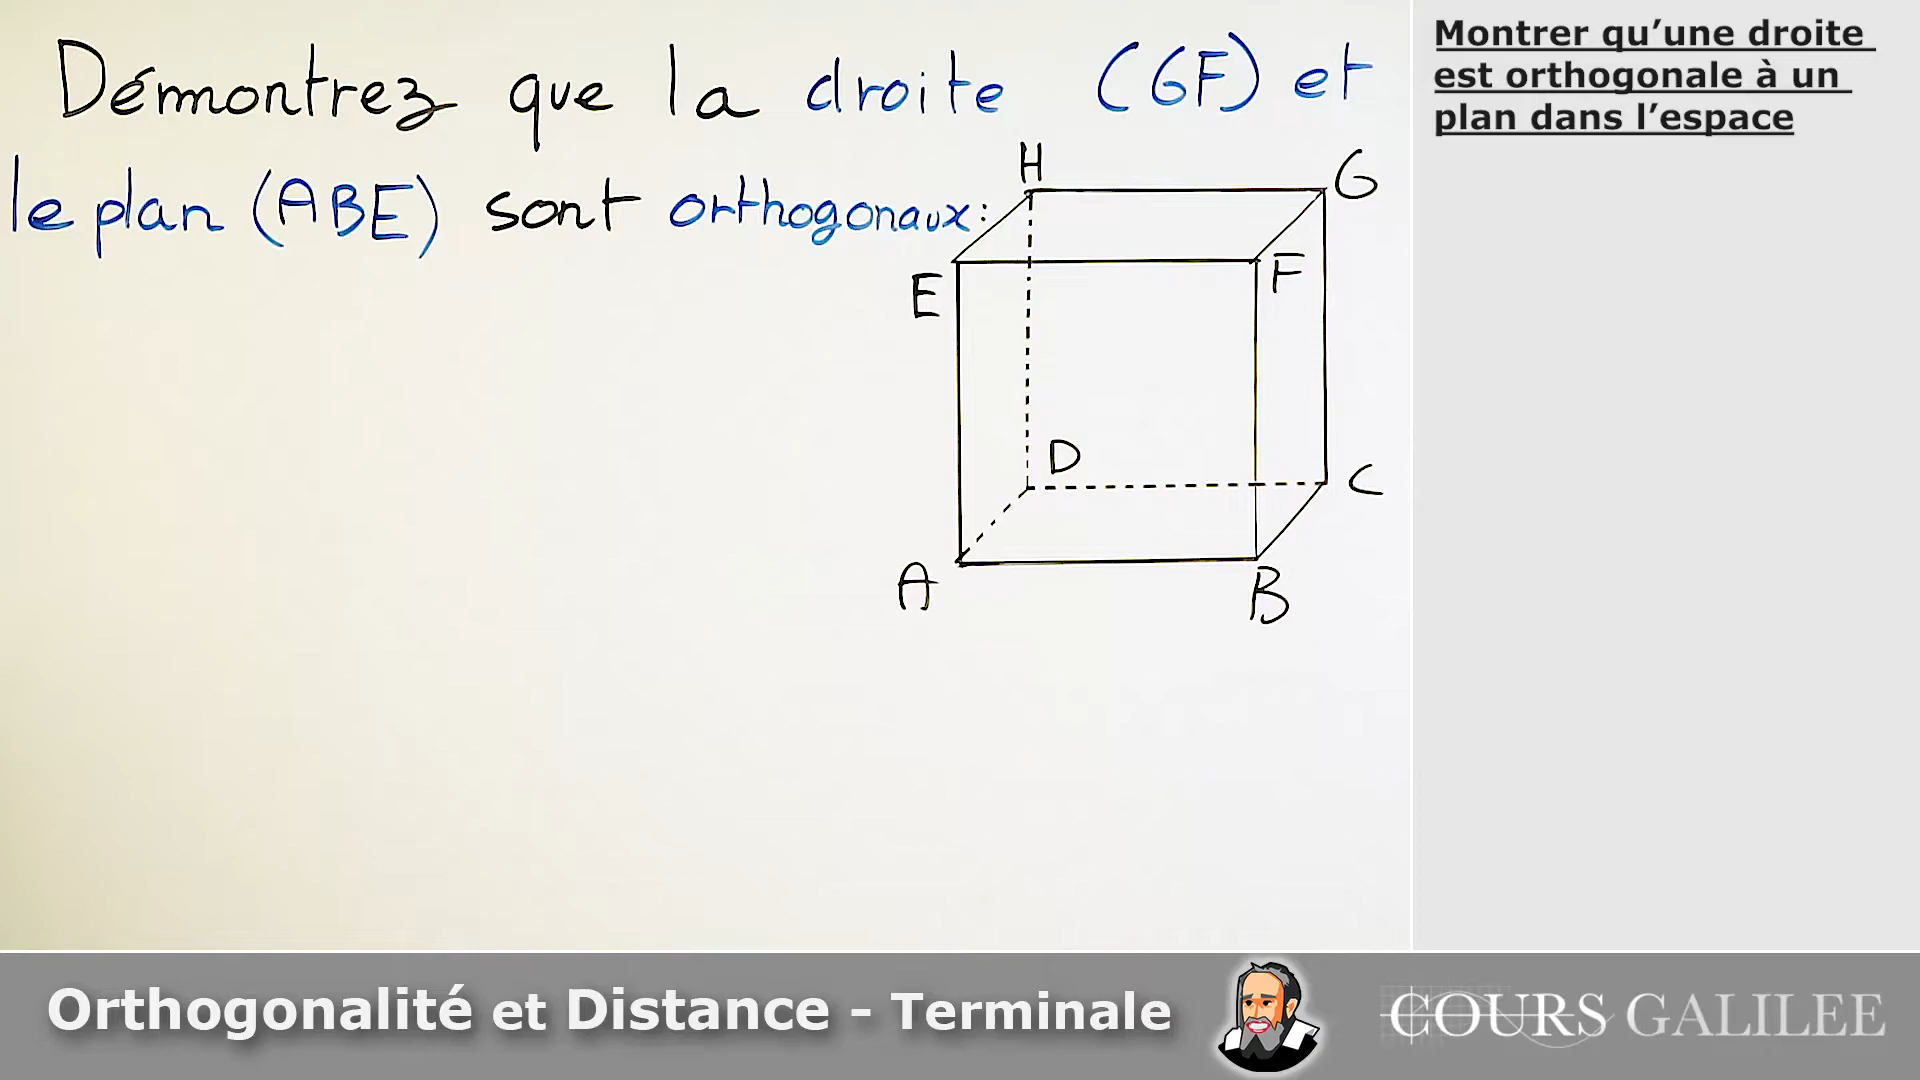 Démontrez que la droite (GF) et
le plan (ABE) sont orthogonaux:
H
G
E
F
D
C
A
B
Montrer qu’une droite
est orthogonale à un
plan dans l’espace
Orthogonalité et Distance - Terminale
COURS GALILEE